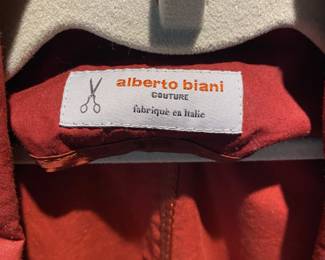 alberto biani
COUTURE
fabriqué en Italie